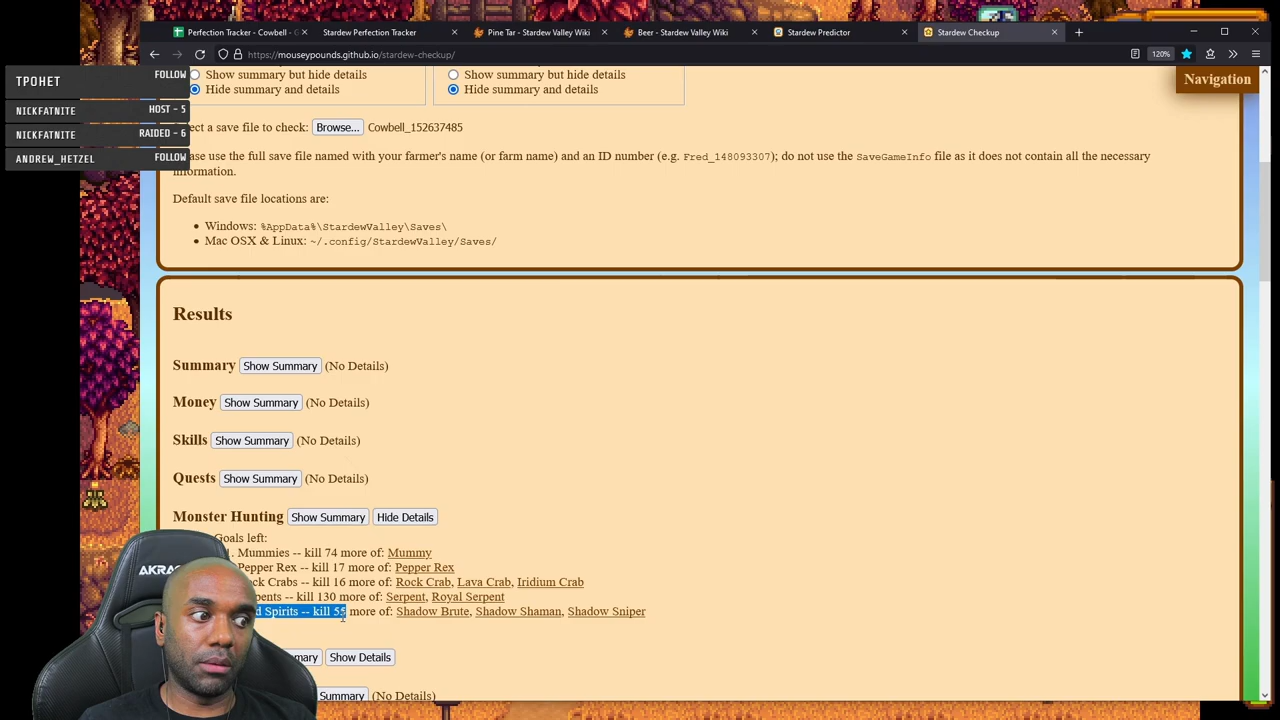 Perfection Tracker - Cowbell - G
Stardew Perfection Tracker
Pine Tar - Stardew Valley Wiki
Beer - Stardew Valley Wiki
Stardew Predictor
Stardew Checkup
https://mouseypounds.github.io/stardew-checkup/
120%
TPOHET FOLLOW
NICKFATNITE HOST - 5
NICKFATNITE RAIDED - 6
ANDREW_HETZEL FOLLOW
Navigation
Show summary but hide details
Show summary but hide details
Hide summary and details
Hide summary and details
ect a save file to check: Browse... Cowbell_152637485
ase use the full save file named with your farmer's name (or farm name) and an ID number (e.g. Fred_148093307); do not use the SaveGameInfo file as it does not contain all the necessary
information.
Default save file locations are:
• Windows: %AppData%\StardewValley\Saves\
• Mac OSX & Linux: ~/.config/StardewValley/Saves/
Results
Summary Show Summary (No Details)
Money Show Summary (No Details)
Skills Show Summary (No Details)
Quests Show Summary (No Details)
Monster Hunting Show Summary Hide Details
Goals left:
1. Mummies -- kill 74 more of: Mummy
Pepper Rex -- kill 17 more of: Pepper Rex
ck Crabs -- kill 16 more of: Rock Crab, Lava Crab, Iridium Crab
pents -- kill 130 more of: Serpent, Royal Serpent
d Spirits -- kill 55 more of: Shadow Brute, Shadow Shaman, Shadow Sniper
mmary Show Details
Summary (No Details)
AKRAC